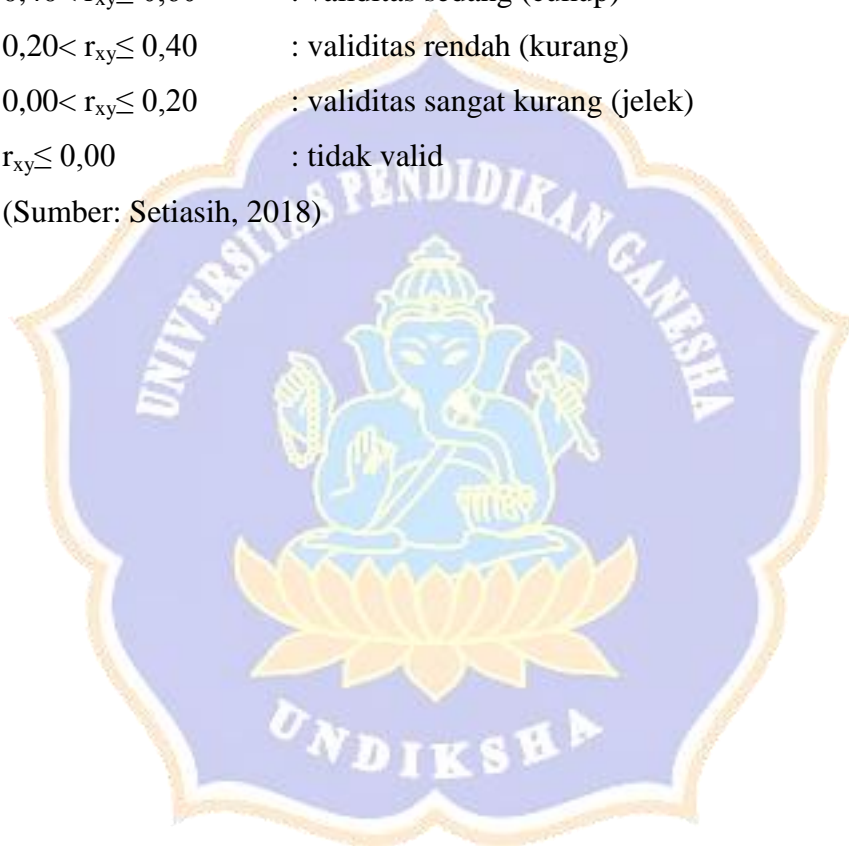 0,20< rxy≤ 0,40 : validitas rendah (kurang)
0,00< rxy≤ 0,20 : validitas sangat kurang (jelek)
rxy≤ 0,00 : tidak valid
(Sumber: Setiasih, 2018)
UNIVERSITAS PENDIDIKAN GANESHA
UNDIKSHA